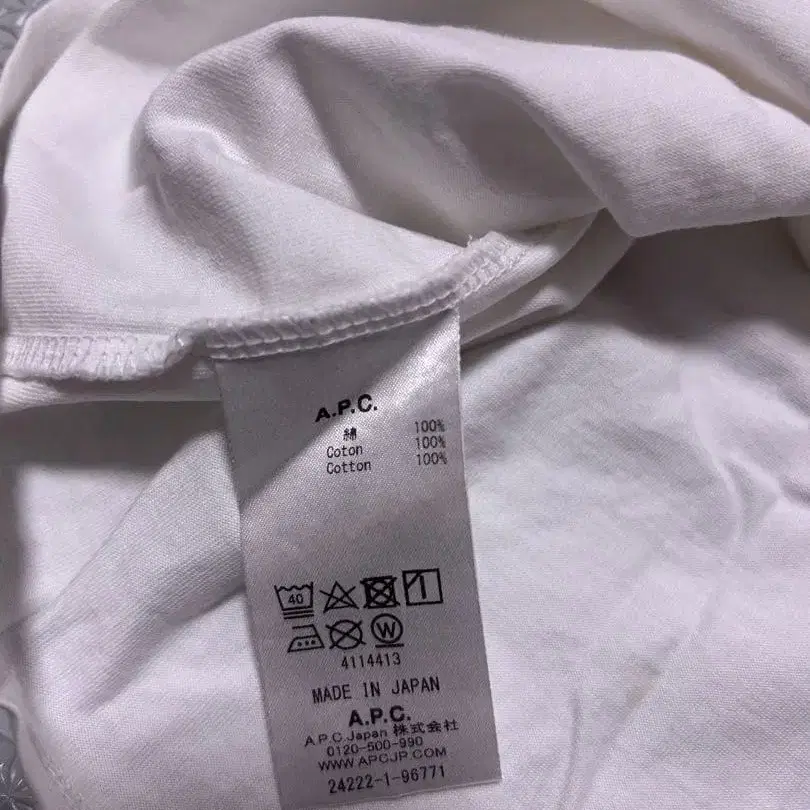 A.P.C.
綿 100%
Coton 100%
Cotton 100%
40
W
4114413
MADE IN JAPAN
A.P.C.
A.P.C.Japan 株式会社
0120-500-990
WWW.APCJP.COM
24222-1-96771